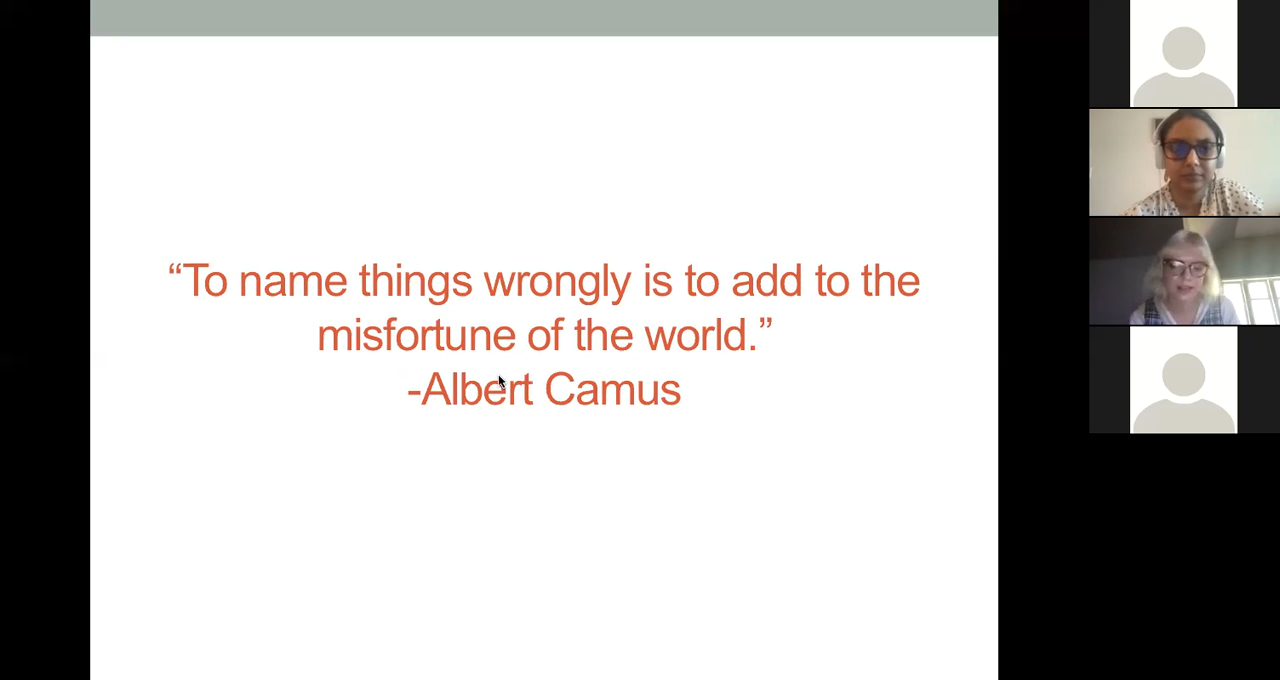 “To name things wrongly is to add to the
misfortune of the world.”
-Albert Camus